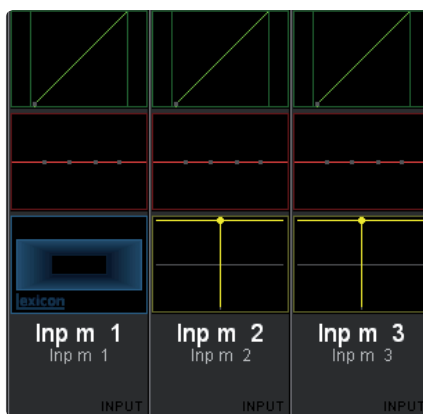 lexicon
Inp m 1
Inp m 2
Inp m 3
Inp m 1
Inp m 2
Inp m 3
INPUT
INPUT
INPUT